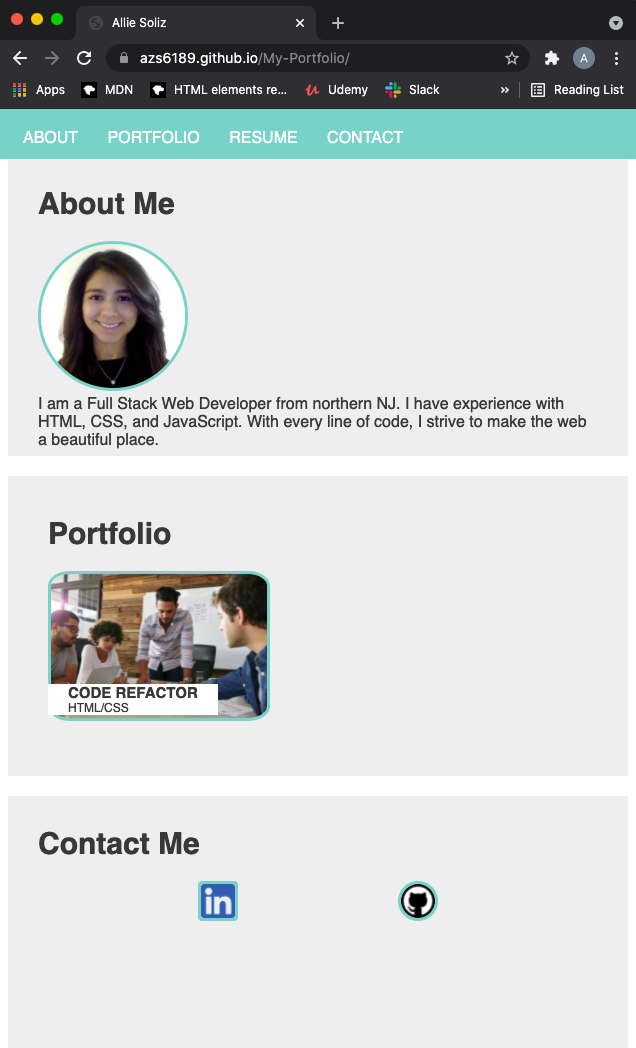 Allie Soliz
azs6189.github.io/My-Portfolio/
A
Apps MDN HTML elements re... Udemy Slack » Reading List
ABOUT PORTFOLIO RESUME CONTACT
About Me
I am a Full Stack Web Developer from northern NJ. I have experience with
HTML, CSS, and JavaScript. With every line of code, I strive to make the web
a beautiful place.
Portfolio
CODE REFACTOR
HTML/CSS
Contact Me
in